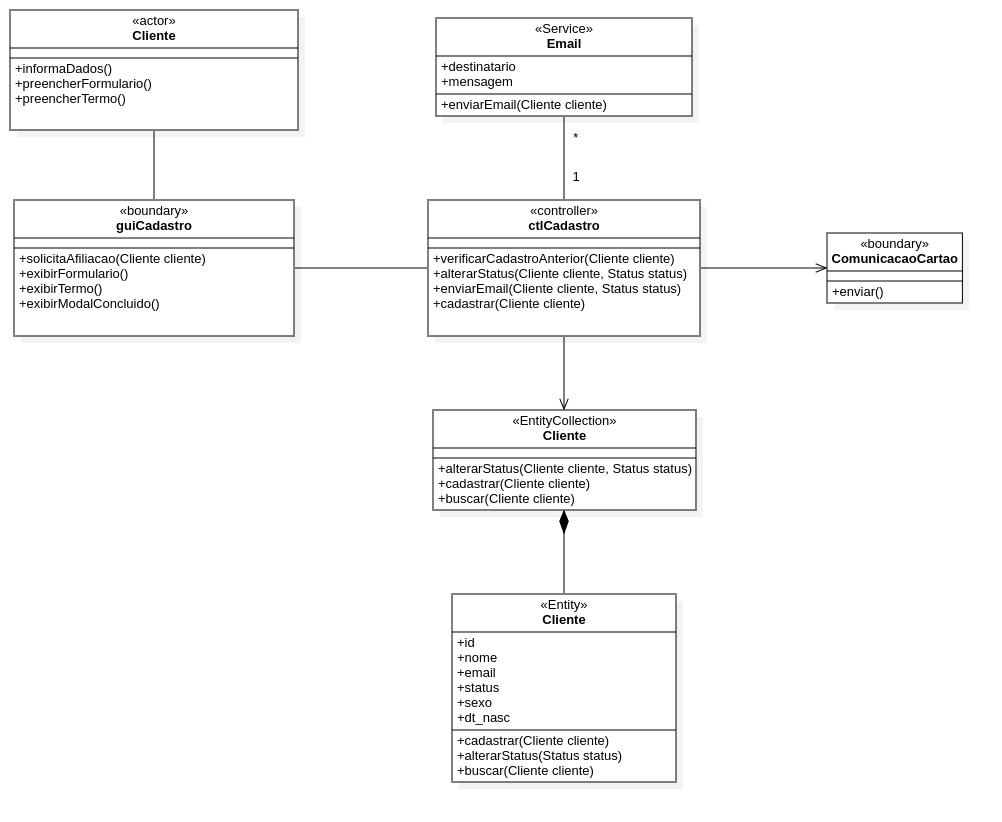 «actor»
Cliente
+informaDados()
+preencherFormulario()
+preencherTermo()
«Service»
Email
+destinatario
+mensagem
+enviarEmail(Cliente cliente)
*
1
«boundary»
guiCadastro
+solicitaAfiliacao(Cliente cliente)
+exibirFormulario()
+exibirTermo()
+exibirModalConcluido()
«controller»
ctlCadastro
+verificarCadastroAnterior(Cliente cliente)
+alterarStatus(Cliente cliente, Status status)
+enviarEmail(Cliente cliente, Status status)
+cadastrar(Cliente cliente)
«boundary»
ComunicacaoCartao
+enviar()
«EntityCollection»
Cliente
+alterarStatus(Cliente cliente, Status status)
+cadastrar(Cliente cliente)
+buscar(Cliente cliente)
«Entity»
Cliente
+id
+nome
+email
+status
+sexo
+dt_nasc
+cadastrar(Cliente cliente)
+alterarStatus(Status status)
+buscar(Cliente cliente)